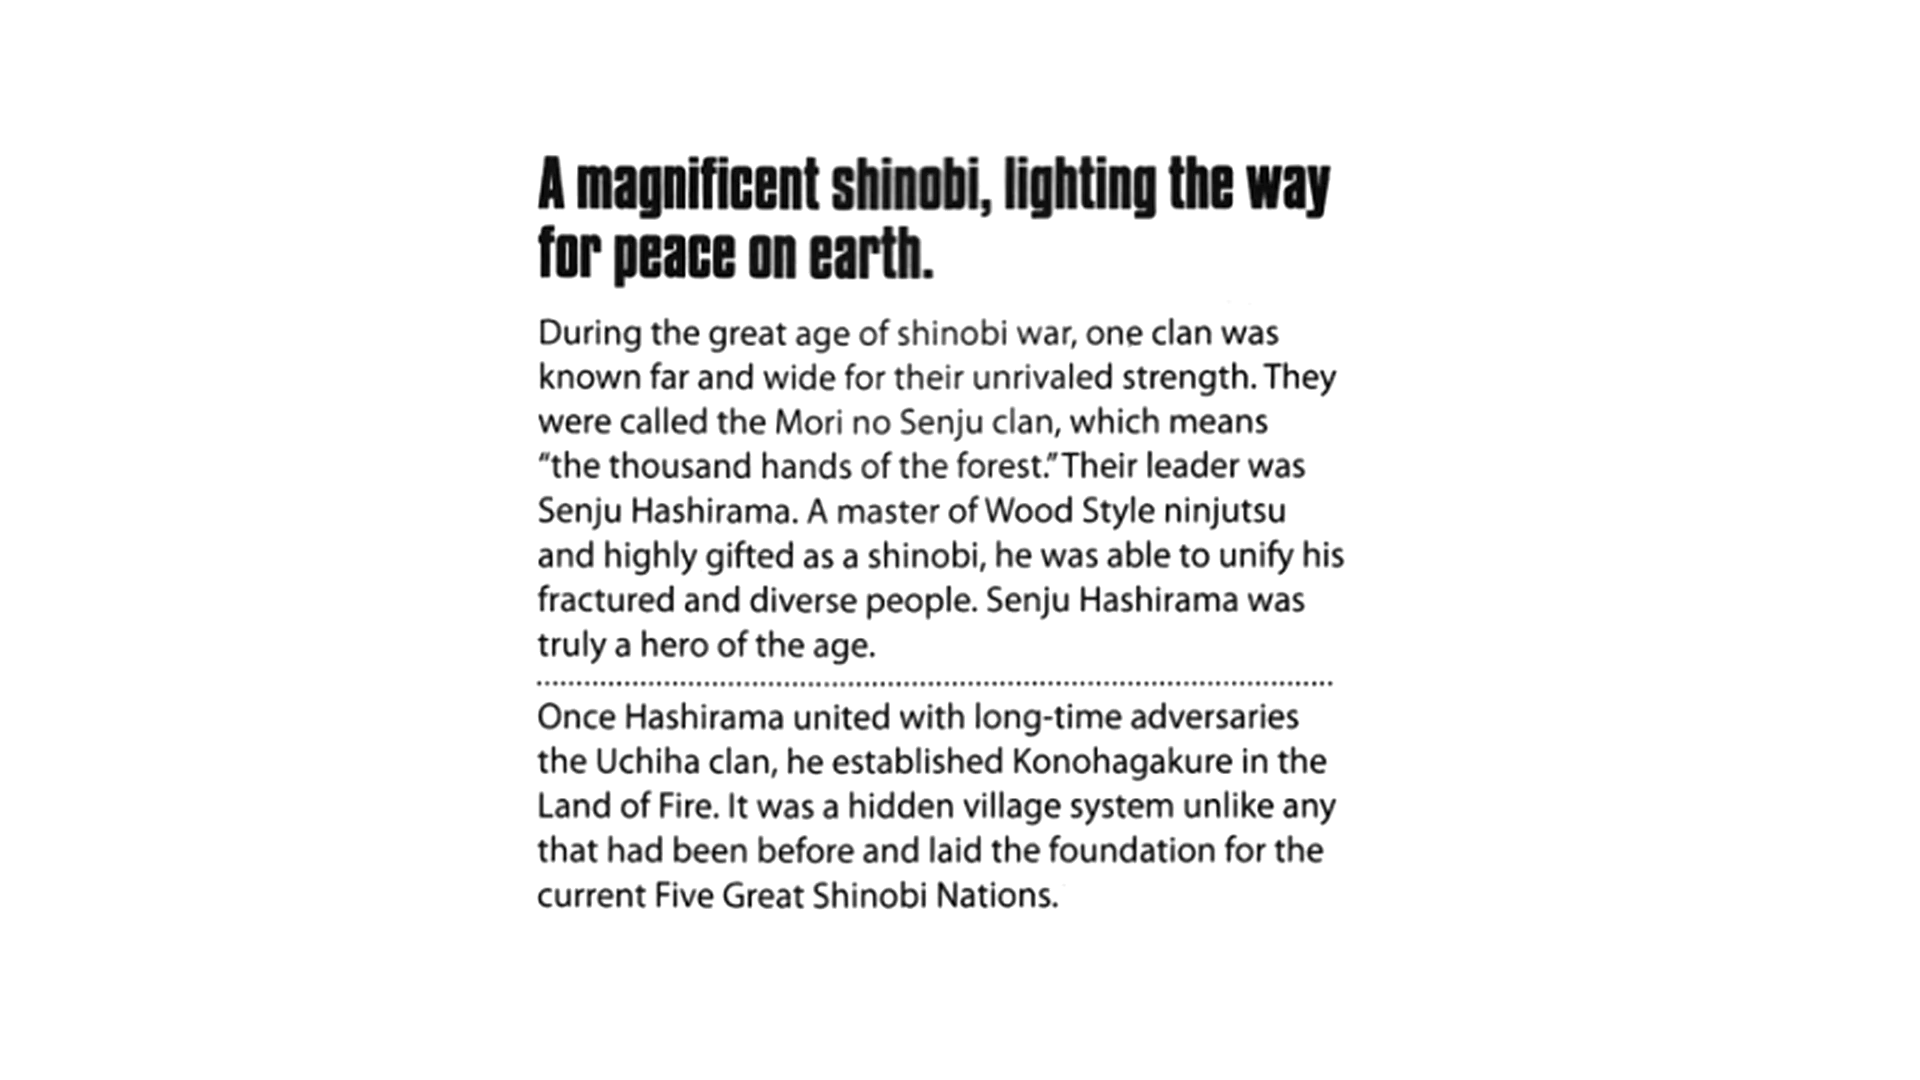 A magnificent shinobi, lighting the way
for peace on earth.
During the great age of shinobi war, one clan was
known far and wide for their unrivaled strength. They
were called the Mori no Senju clan, which means
“the thousand hands of the forest.” Their leader was
Senju Hashirama. A master of Wood Style ninjutsu
and highly gifted as a shinobi, he was able to unify his
fractured and diverse people. Senju Hashirama was
truly a hero of the age.
Once Hashirama united with long-time adversaries
the Uchiha clan, he established Konohagakure in the
Land of Fire. It was a hidden village system unlike any
that had been before and laid the foundation for the
current Five Great Shinobi Nations.